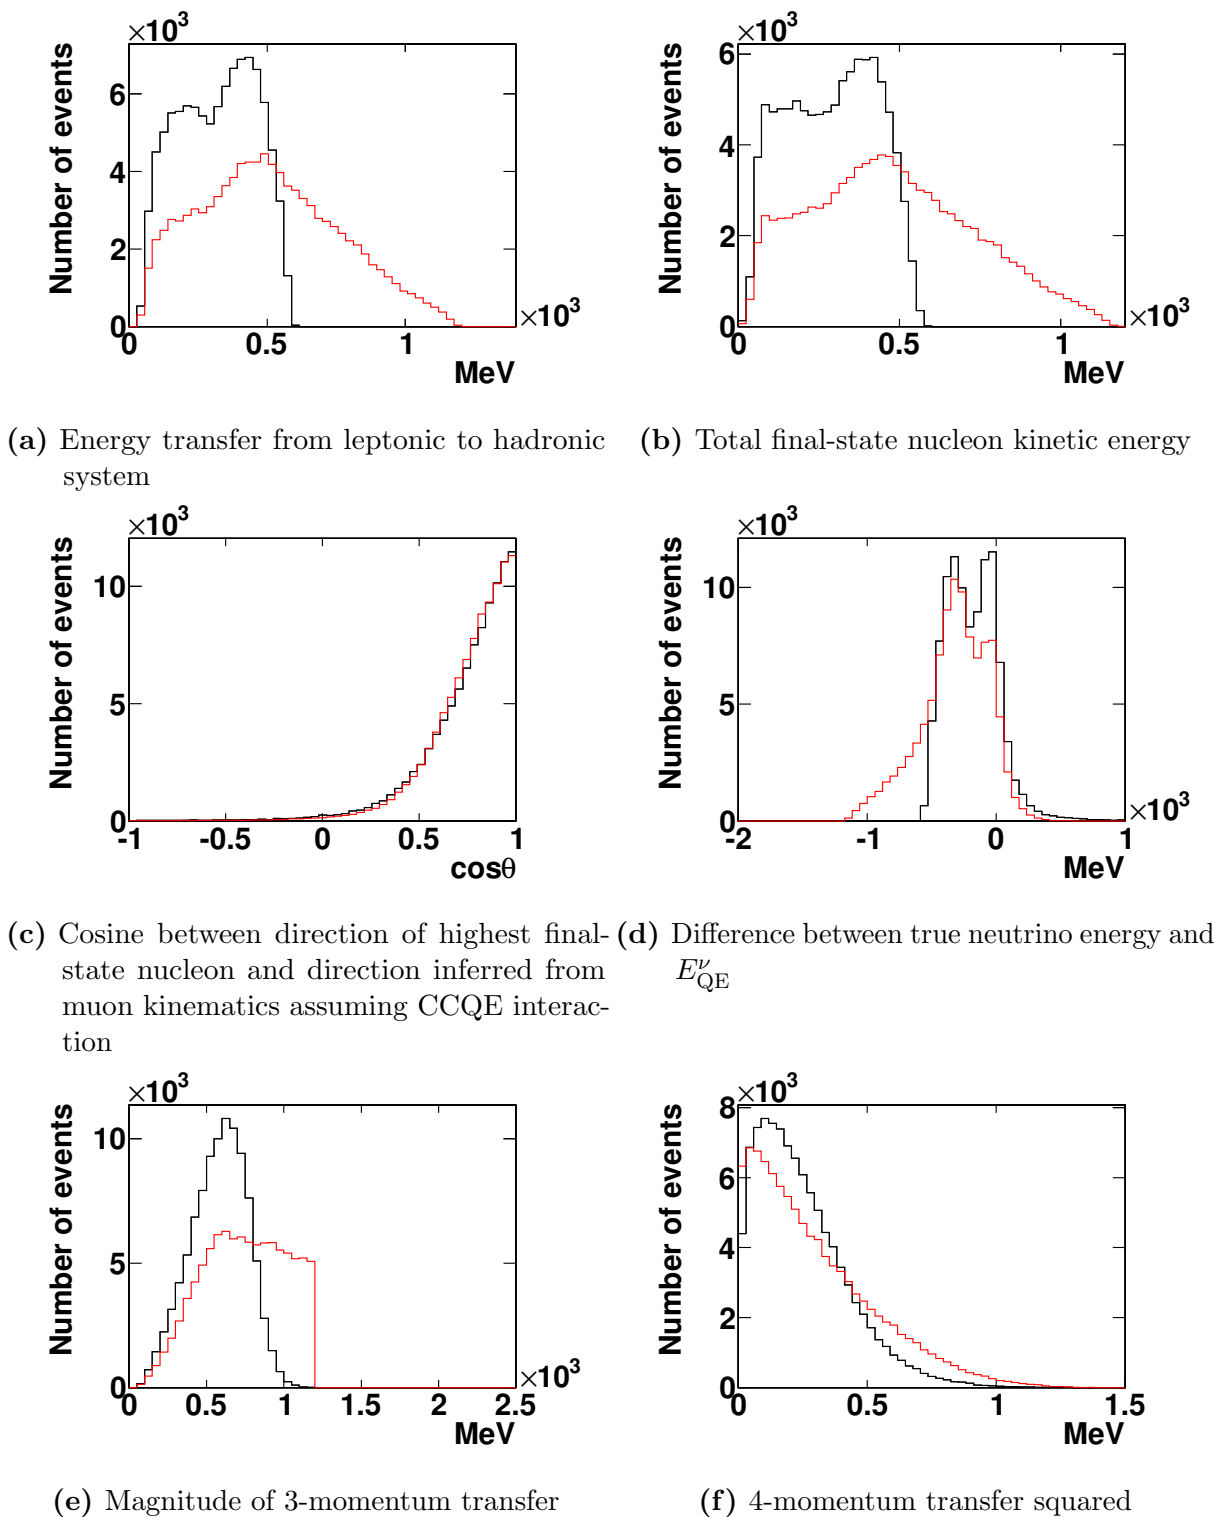 ×10³ ×10³
Number of events Number of events
6 6
4 4
2 2
0 0
0 0.5 1 ×10³ 0 0.5 1 ×10³
MeV MeV
(a) Energy transfer from leptonic to hadronic system
(b) Total final-state nucleon kinetic energy
×10³ ×10³
Number of events Number of events
10 10
5 5
0 0 ×10³
-1 -0.5 0 0.5 1 -2 -1 0 1
cosθ MeV
(c) Cosine between direction of highest final-
state nucleon and direction inferred from
muon kinematics assuming CCQE interac-
tion
(d) Difference between true neutrino energy and
E^ν_QE
×10³ ×10³
Number of events Number of events
10 8
6
5 4
2
0 ×10³ 0
0 0.5 1 1.5 2 2.5 0 0.5 1 1.5
MeV MeV
(e) Magnitude of 3-momentum transfer (f) 4-momentum transfer squared